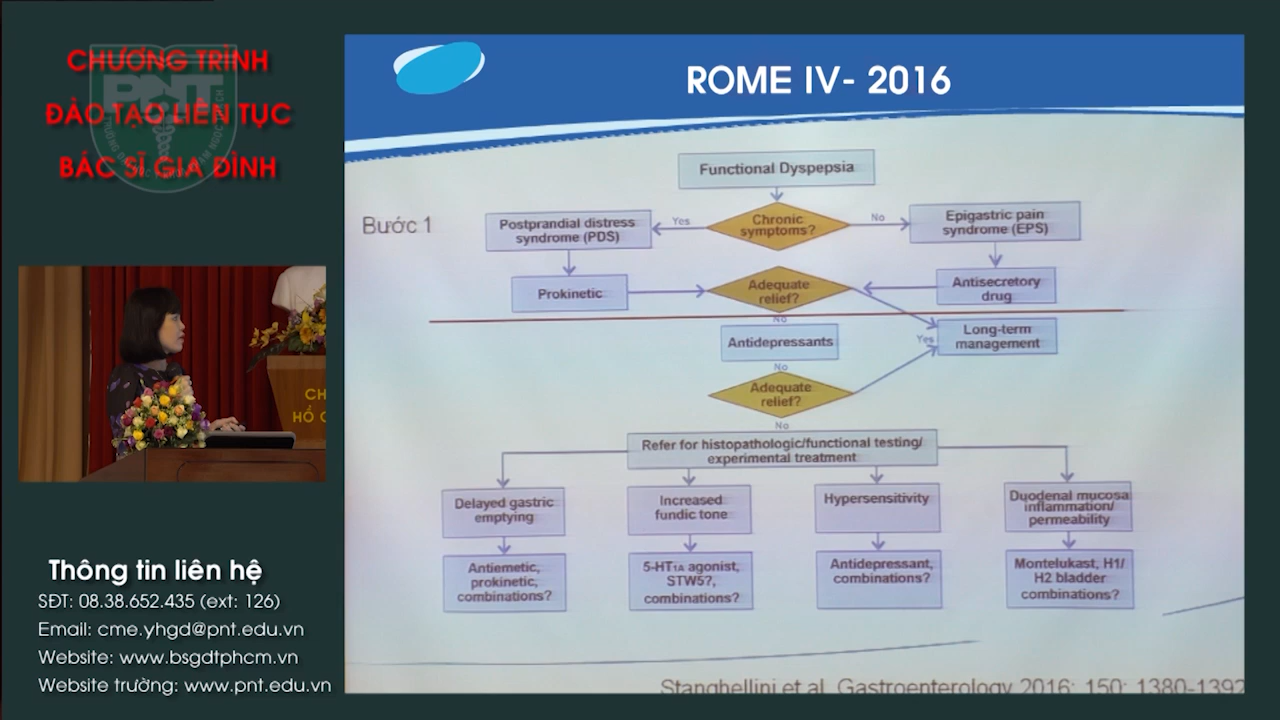 CHƯƠNG TRÌNH
ĐÀO TẠO LIÊN TỤC
BÁC SĨ GIA ĐÌNH
PNT
ROME IV- 2016
Functional Dyspepsia
Bước 1
Postprandial distress
syndrome (PDS)
Yes
Chronic
symptoms?
No
Epigastric pain
syndrome (EPS)
Prokinetic
Adequate
relief?
Antisecretory
drug
No
Antidepressants
Long-term
management
Yes
No
Adequate
relief?
No
Refer for histopathologic/functional testing/
experimental treatment
Delayed gastric
emptying
Increased
fundic tone
Hypersensitivity
Duodenal mucosa
inflammation/
permeability
Antiemetic,
prokinetic,
combinations?
5-HT1A agonist,
STW5?,
combinations?
Antidepressant,
combinations?
Montelukast, H1/
H2 bladder
combinations?
Stanghellini et al. Gastroenterology 2016; 150: 1380-1392
CH
HỒ C
Thông tin liên hệ
SĐT: 08.38.652.435 (ext: 126)
Email: cme.yhgd@pnt.edu.vn
Website: www.bsgdtphcm.vn
Website trường: www.pnt.edu.vn